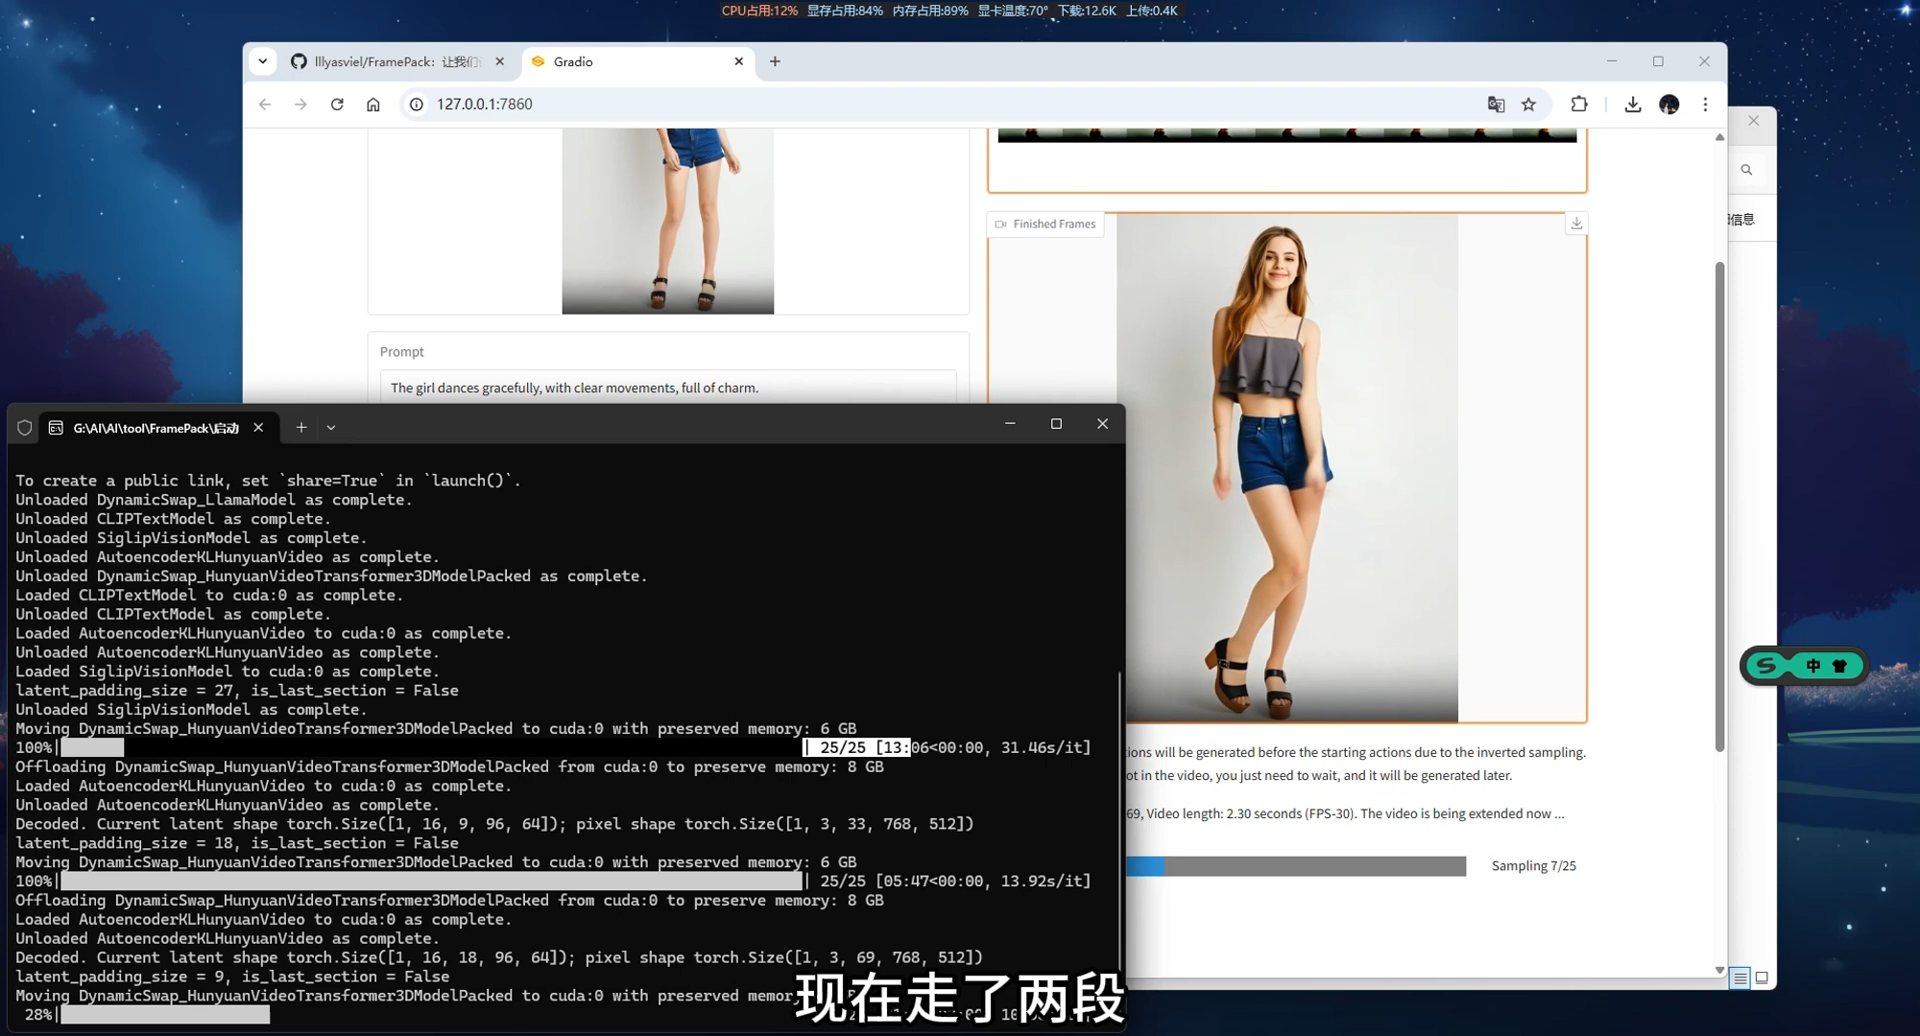 CPU占用:12% 显存占用:84% 内存占用:89% 显卡温度:70° 下载:12.6K 上传:0.4K
lllyasviel/FramePack: 让我们
Gradio
127.0.0.1:7860
信息
Finished Frames
Prompt
The girl dances gracefully, with clear movements, full of charm.
G:\AI\AI\tool\FramePack\启动
To create a public link, set `share=True` in `launch()`.
Unloaded DynamicSwap_LlamaModel as complete.
Unloaded CLIPTextModel as complete.
Unloaded SiglipVisionModel as complete.
Unloaded AutoencoderKLHunyuanVideo as complete.
Unloaded DynamicSwap_HunyuanVideoTransformer3DModelPacked as complete.
Loaded CLIPTextModel to cuda:0 as complete.
Unloaded CLIPTextModel as complete.
Loaded AutoencoderKLHunyuanVideo to cuda:0 as complete.
Unloaded AutoencoderKLHunyuanVideo as complete.
Loaded SiglipVisionModel to cuda:0 as complete.
latent_padding_size = 27, is_last_section = False
Unloaded SiglipVisionModel as complete.
Moving DynamicSwap_HunyuanVideoTransformer3DModelPacked to cuda:0 with preserved memory: 6 GB
100%| | 25/25 [13:06<00:00, 31.46s/it]
Offloading DynamicSwap_HunyuanVideoTransformer3DModelPacked from cuda:0 to preserve memory: 8 GB
Loaded AutoencoderKLHunyuanVideo to cuda:0 as complete.
Unloaded AutoencoderKLHunyuanVideo as complete.
Decoded. Current latent shape torch.Size([1, 16, 9, 96, 64]); pixel shape torch.Size([1, 3, 33, 768, 512])
latent_padding_size = 18, is_last_section = False
Moving DynamicSwap_HunyuanVideoTransformer3DModelPacked to cuda:0 with preserved memory: 6 GB
100%| | 25/25 [05:47<00:00, 13.92s/it]
Offloading DynamicSwap_HunyuanVideoTransformer3DModelPacked from cuda:0 to preserve memory: 8 GB
Loaded AutoencoderKLHunyuanVideo to cuda:0 as complete.
Unloaded AutoencoderKLHunyuanVideo as complete.
Decoded. Current latent shape torch.Size([1, 16, 18, 96, 64]); pixel shape torch.Size([1, 3, 69, 768, 512])
latent_padding_size = 9, is_last_section = False
Moving DynamicSwap_HunyuanVideoTransformer3DModelPacked to cuda:0 with preserved
28%|
ions will be generated before the starting actions due to the inverted sampling.
ot in the video, you just need to wait, and it will be generated later.
69, Video length: 2.30 seconds (FPS-30). The video is being extended now ...
Sampling 7/25
中
现在走了两段